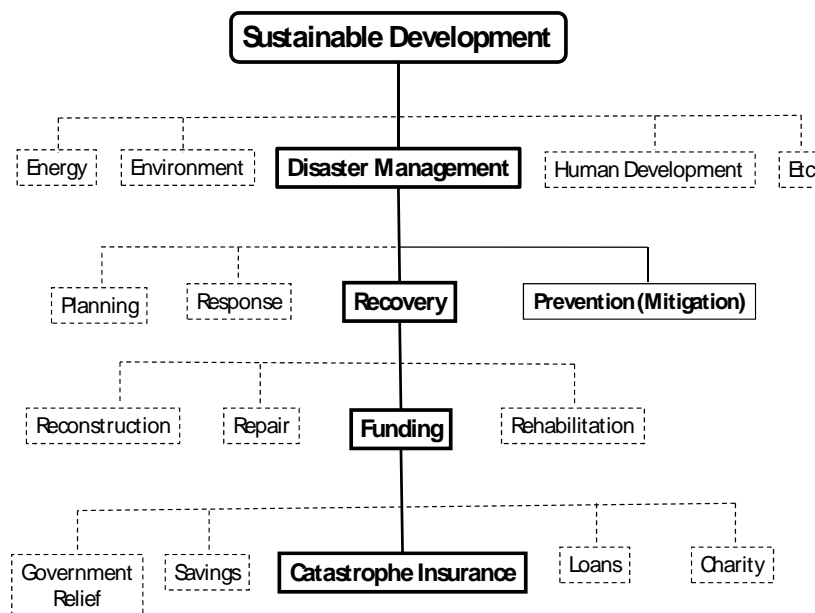 Sustainable Development
Energy
Environment
Disaster Management
Human Development
Etc
Planning
Response
Recovery
Prevention (Mitigation)
Reconstruction
Repair
Funding
Rehabilitation
Government
Relief
Savings
Catastrophe Insurance
Loans
Charity